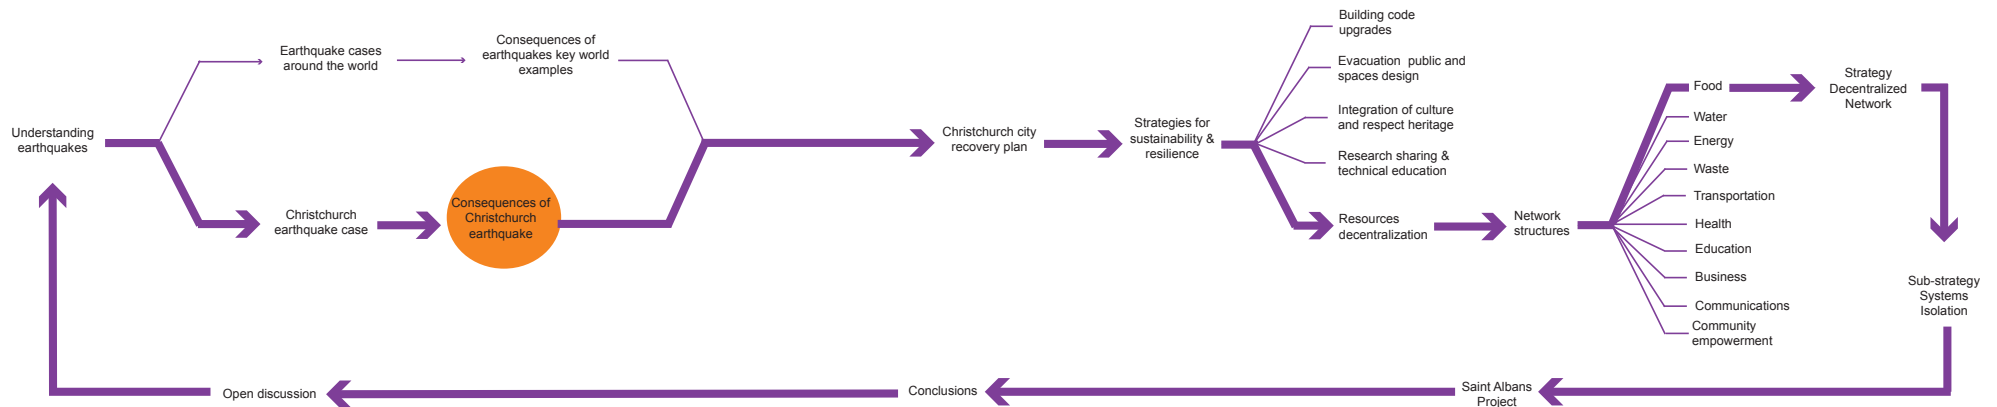 Understanding
earthquakes
Earthquake cases
around the world
Consequences of
earthquakes key world
examples
Christchurch
earthquake case
Consequences of
Christchurch
earthquake
Christchurch city
recovery plan
Strategies for
sustainability &
resilience
Building code
upgrades
Evacuation public and
spaces design
Integration of culture
and respect heritage
Research sharing &
technical education
Resources
decentralization
Network
structures
Food
Water
Energy
Waste
Transportation
Health
Education
Business
Communications
Community
empowerment
Strategy
Decentralized
Network
Sub-strategy
Systems
Isolation
Saint Albans
Project
Conclusions
Open discussion